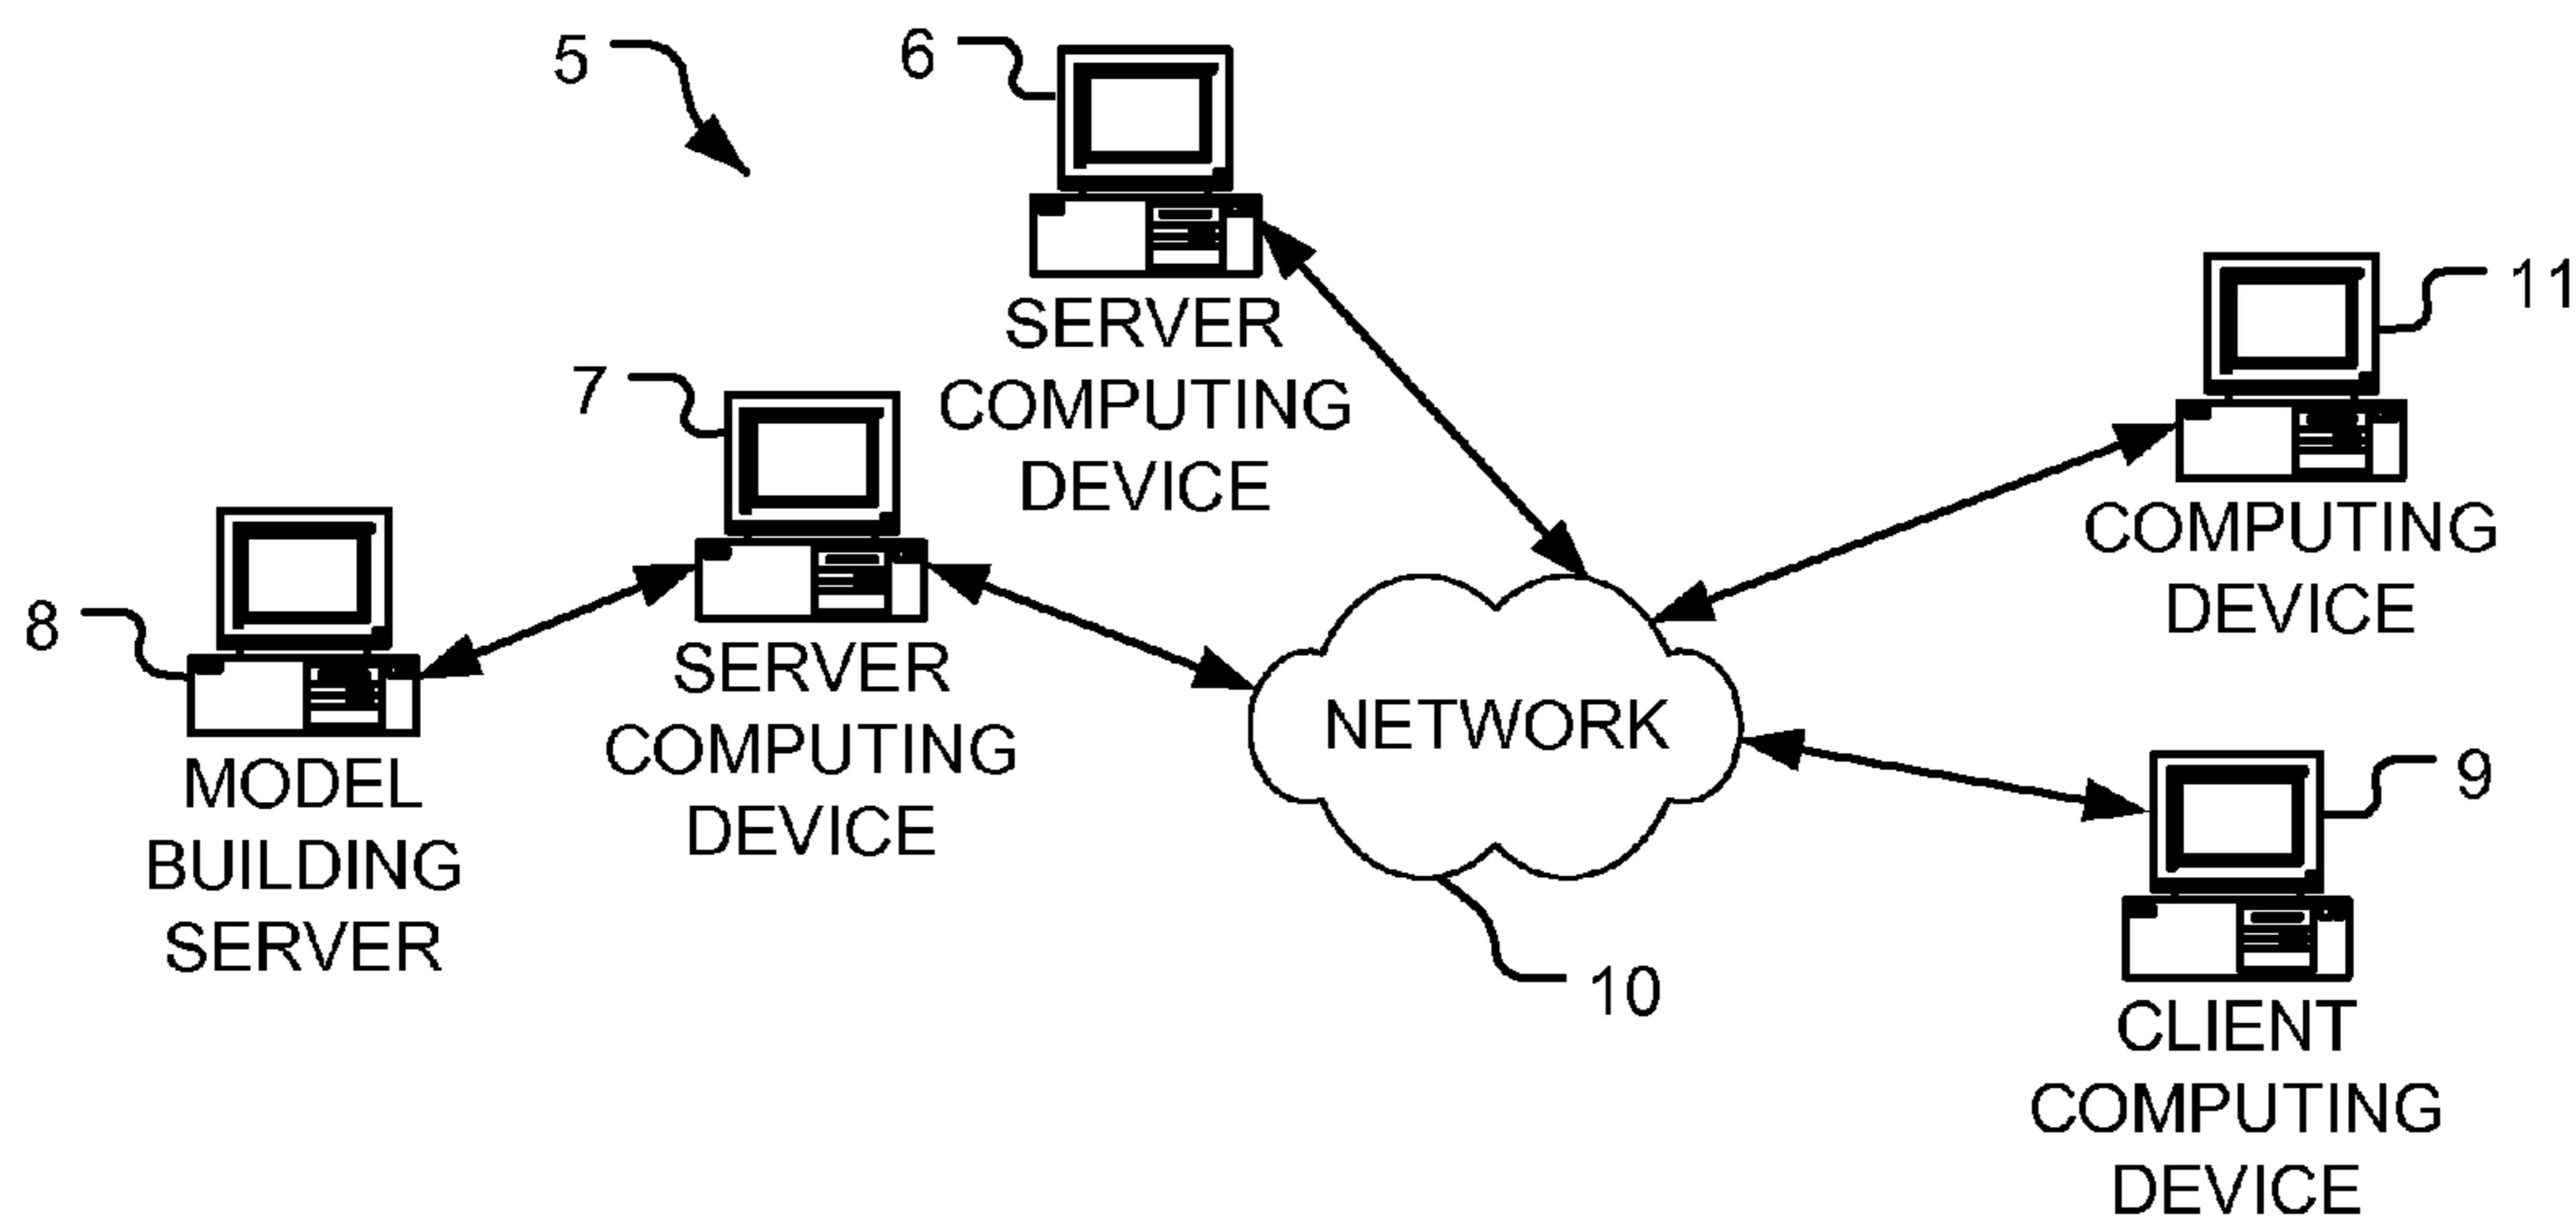 5
6
SERVER
COMPUTING
DEVICE
11
COMPUTING
DEVICE
7
SERVER
COMPUTING
DEVICE
8
MODEL
BUILDING
SERVER
NETWORK
10
9
CLIENT
COMPUTING
DEVICE